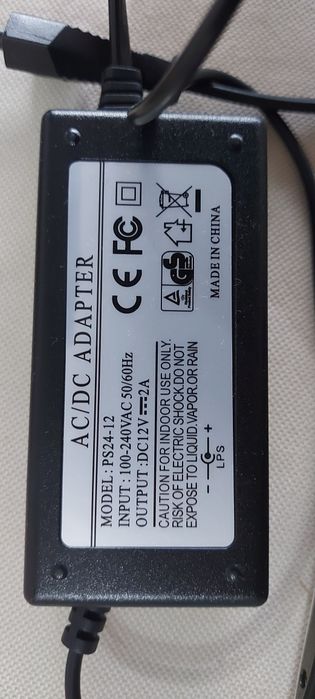 AC/DC ADAPTER
MODEL : PS24-12
INPUT : 100-240VAC 50/60Hz
OUTPUT :DC12V⎓2A
CAUTION FOR INDOOR USE ONLY.
RISK OF ELECTRIC SHOCK.DO NOT
EXPOSE TO LIQUID VAPOR.OR RAIN
- +
LPS
CE FC
GS
MADE IN CHINA